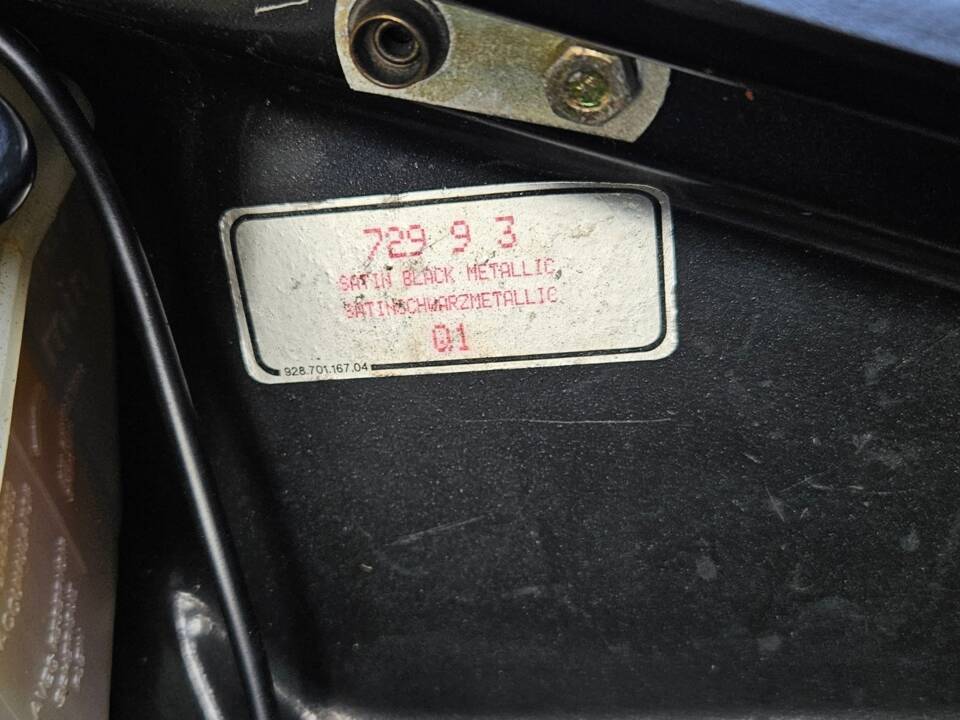 729 9 3
SATIN BLACK METALLIC
SATINSCHWARZMETALLIC
Q1
928.701.167.04